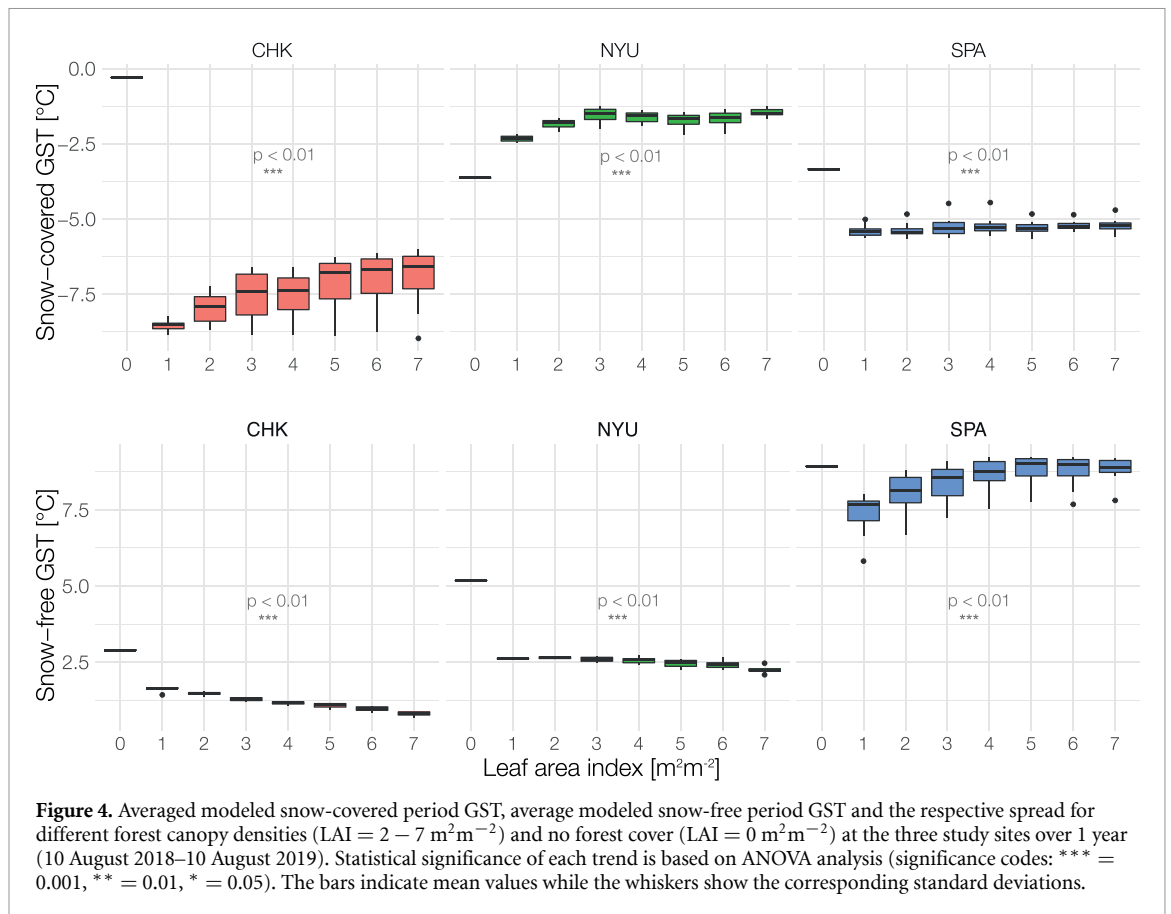 CHK NYU SPA
Snow-covered GST [°C]
0.0
−2.5
−5.0
−7.5
p < 0.01
***
p < 0.01
***
p < 0.01
***
0 1 2 3 4 5 6 7 0 1 2 3 4 5 6 7 0 1 2 3 4 5 6 7
CHK NYU SPA
Snow−free GST [°C]
7.5
5.0
2.5
p < 0.01
***
p < 0.01
***
p < 0.01
***
0 1 2 3 4 5 6 7 0 1 2 3 4 5 6 7 0 1 2 3 4 5 6 7
Leaf area index [m²m⁻²]
Figure 4. Averaged modeled snow-covered period GST, average modeled snow-free period GST and the respective spread for
different forest canopy densities (LAI = 2 − 7 m²m⁻²) and no forest cover (LAI = 0 m²m⁻²) at the three study sites over 1 year
(10 August 2018–10 August 2019). Statistical significance of each trend is based on ANOVA analysis (significance codes: *** =
0.001, ** = 0.01, * = 0.05). The bars indicate mean values while the whiskers show the corresponding standard deviations.